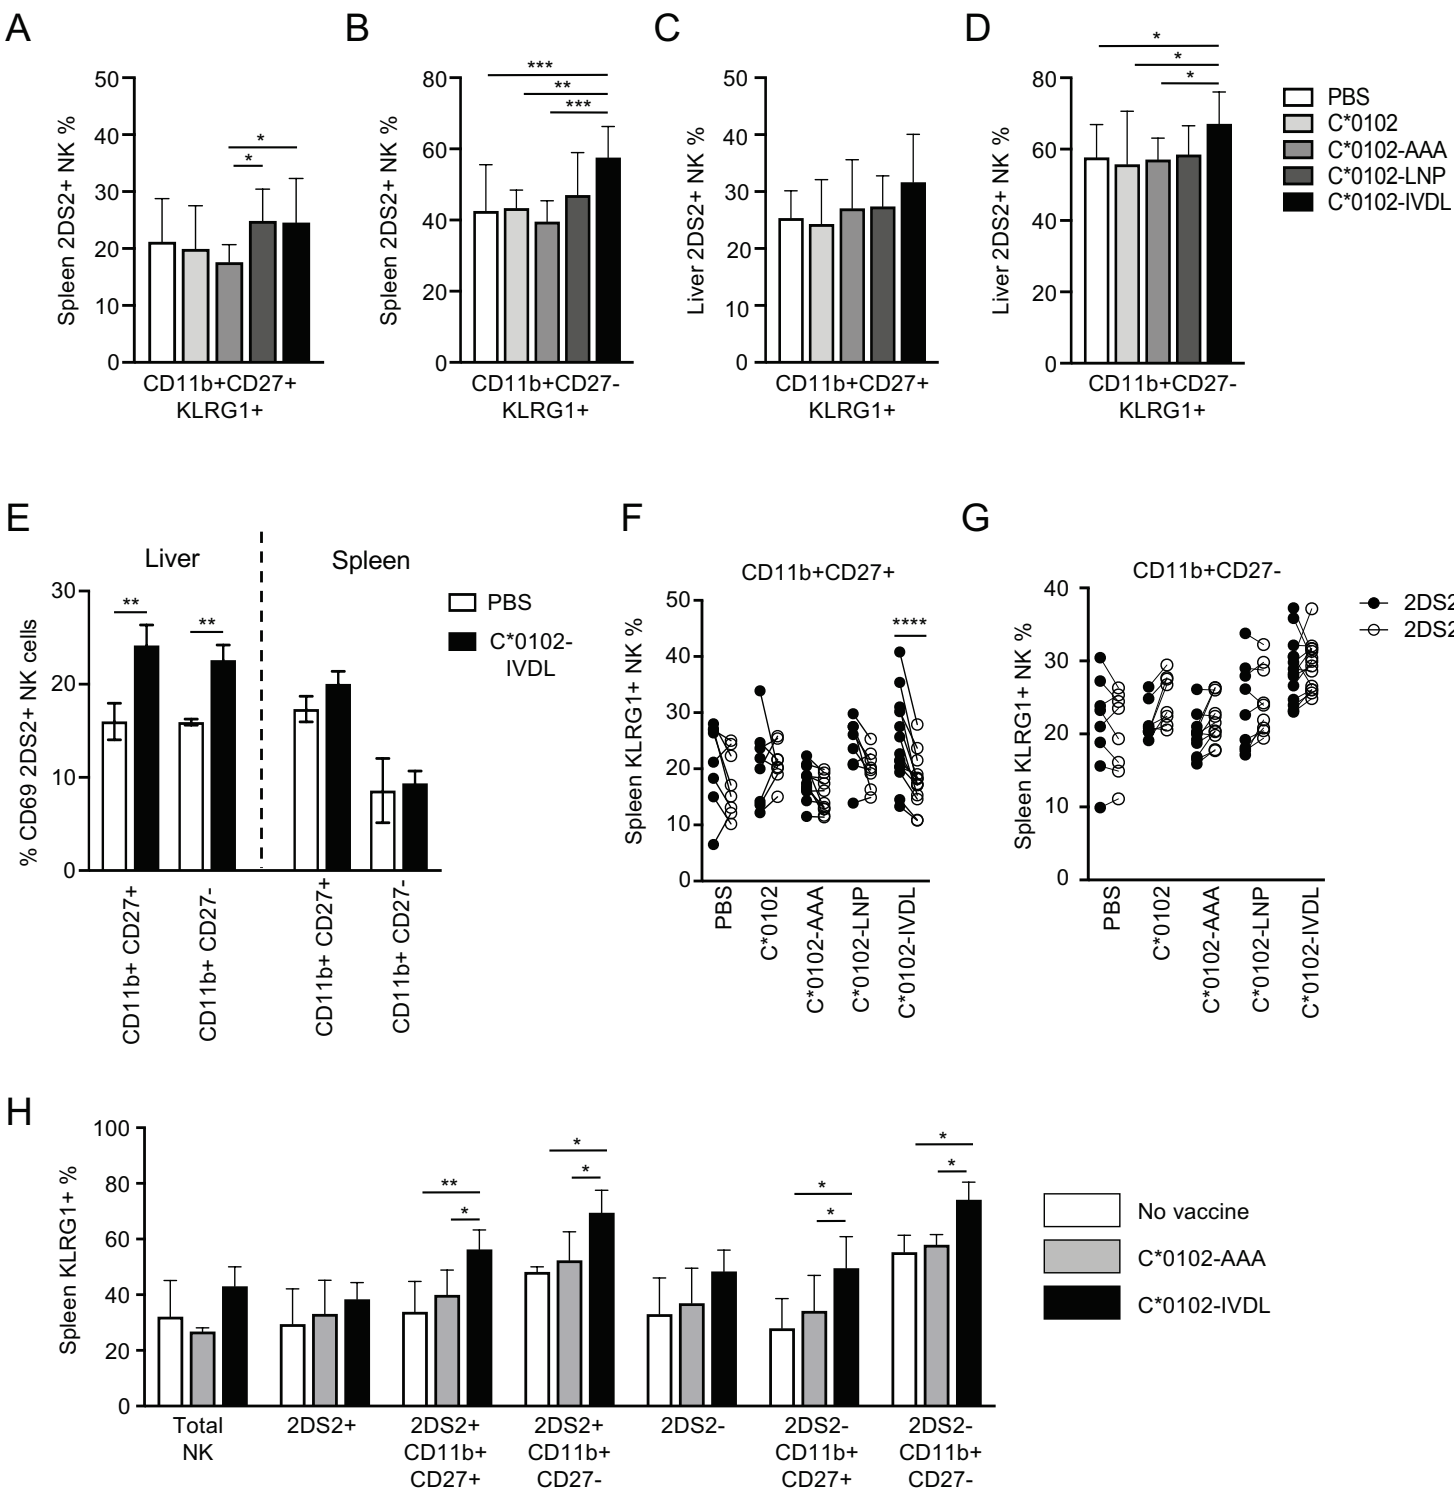 A
B
C
D
Spleen 2DS2+ NK %
50
40
30
20
10
0
*
*
CD11b+CD27+
KLRG1+
Spleen 2DS2+ NK %
80
60
40
20
0
***
**
***
CD11b+CD27-
KLRG1+
Liver 2DS2+ NK %
50
40
30
20
10
0
CD11b+CD27+
KLRG1+
Liver 2DS2+ NK %
80
60
40
20
0
*
*
*
CD11b+CD27-
KLRG1+
PBS
C*0102
C*0102-AAA
C*0102-LNP
C*0102-IVDL
E
Liver
Spleen
% CD69 2DS2+ NK cells
30
20
10
0
**
**
CD11b+ CD27+
CD11b+ CD27-
CD11b+ CD27+
CD11b+ CD27-
PBS
C*0102-
IVDL
F
CD11b+CD27+
Spleen KLRG1+ NK %
50
40
30
20
10
0
****
PBS
C*0102
C*0102-AAA
C*0102-LNP
C*0102-IVDL
G
CD11b+CD27-
Spleen KLRG1+ NK %
40
30
20
10
0
PBS
C*0102
C*0102-AAA
C*0102-LNP
C*0102-IVDL
2DS2
2DS2
H
Spleen KLRG1+ %
100
80
60
40
20
0
**
*
*
*
*
*
*
*
Total
NK
2DS2+
2DS2+
CD11b+
CD27+
2DS2+
CD11b+
CD27-
2DS2-
2DS2-
CD11b+
CD27+
2DS2-
CD11b+
CD27-
No vaccine
C*0102-AAA
C*0102-IVDL